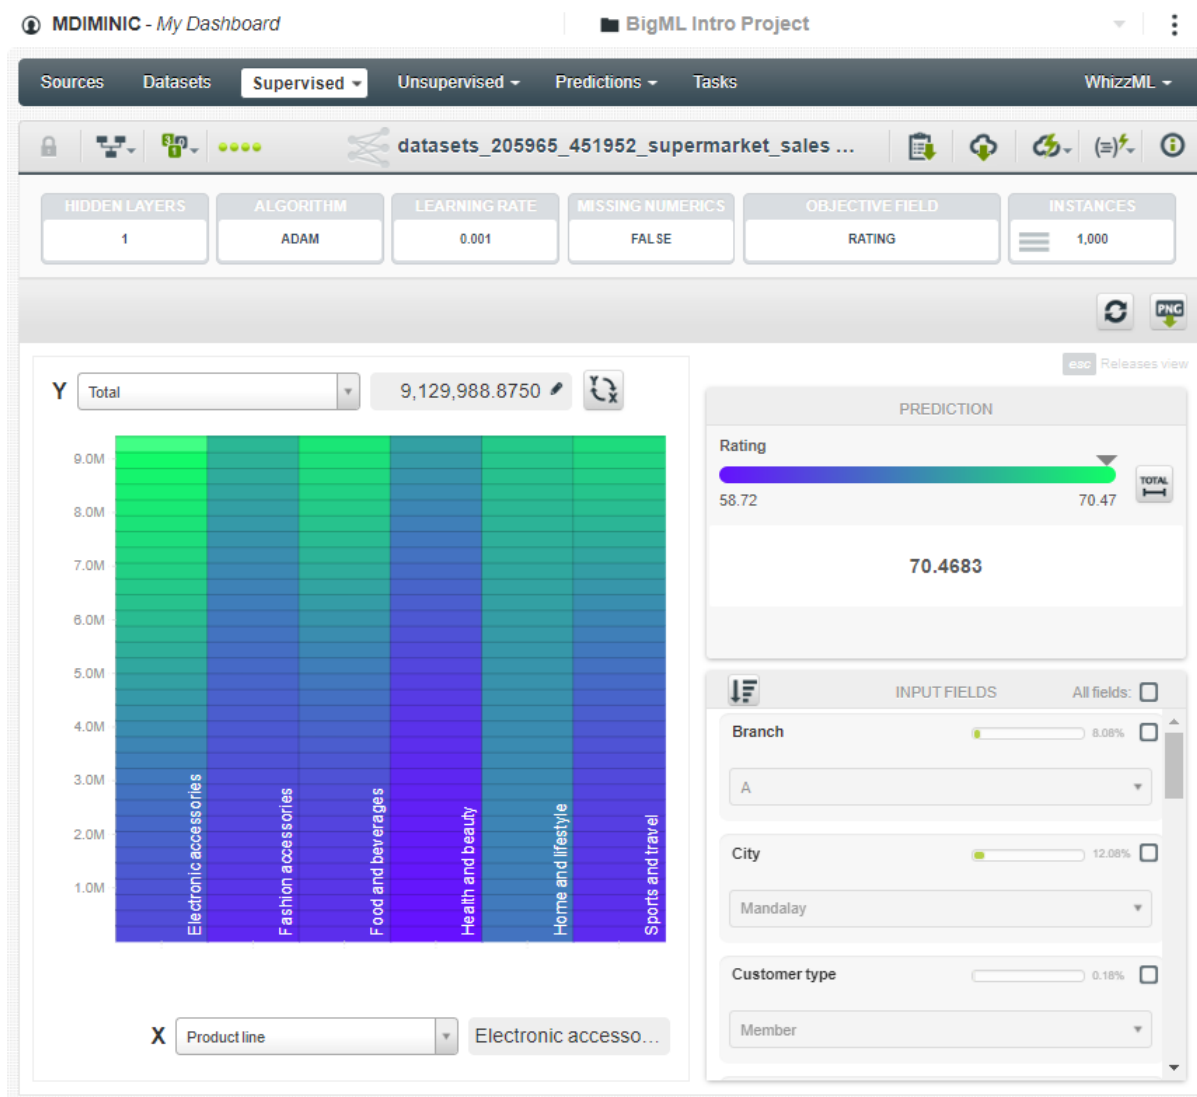 MDIMINIC - My Dashboard
BigML Intro Project
Sources Datasets Supervised Unsupervised Predictions Tasks WhizzML
datasets_205965_451952_supermarket_sales ...
HIDDEN LAYERS ALGORITHM LEARNING RATE MISSING NUMERICS OBJECTIVE FIELD INSTANCES
1 ADAM 0.001 FALSE RATING 1,000
PNG
esc Releases view
Y Total 9,129,988.8750 Y X
PREDICTION
Rating
TOTAL
58.72 70.47
70.4683
9.0M
8.0M
7.0M
6.0M
5.0M
4.0M
3.0M
2.0M
1.0M
Electronic accessories
Fashion accessories
Food and beverages
Health and beauty
Home and lifestyle
Sports and travel
X Product line Electronic accesso...
INPUT FIELDS All fields:
Branch 8.08%
A
City 12.08%
Mandalay
Customer type 0.18%
Member